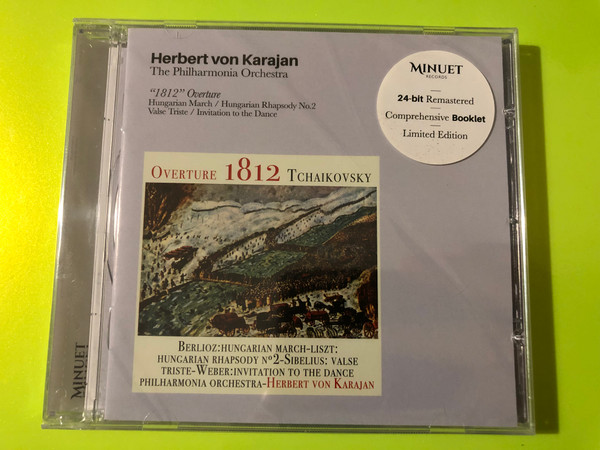 Herbert von Karajan
The Philharmonia Orchestra
"1812" Overture
Hungarian March / Hungarian Rhapsody No.2
Valse Triste / Invitation to the Dance
MINUET
RECORDS
24-bit Remastered
Comprehensive Booklet
Limited Edition
OVERTURE 1812 TCHAIKOVSKY
BERLIOZ:HUNGARIAN MARCH-LISZT:
HUNGARIAN RHAPSODY Nº2-SIBELIUS: VALSE
TRISTE-WEBER:INVITATION TO THE DANCE
PHILHARMONIA ORCHESTRA-HERBERT VON KARAJAN
MINUET
RECORDS